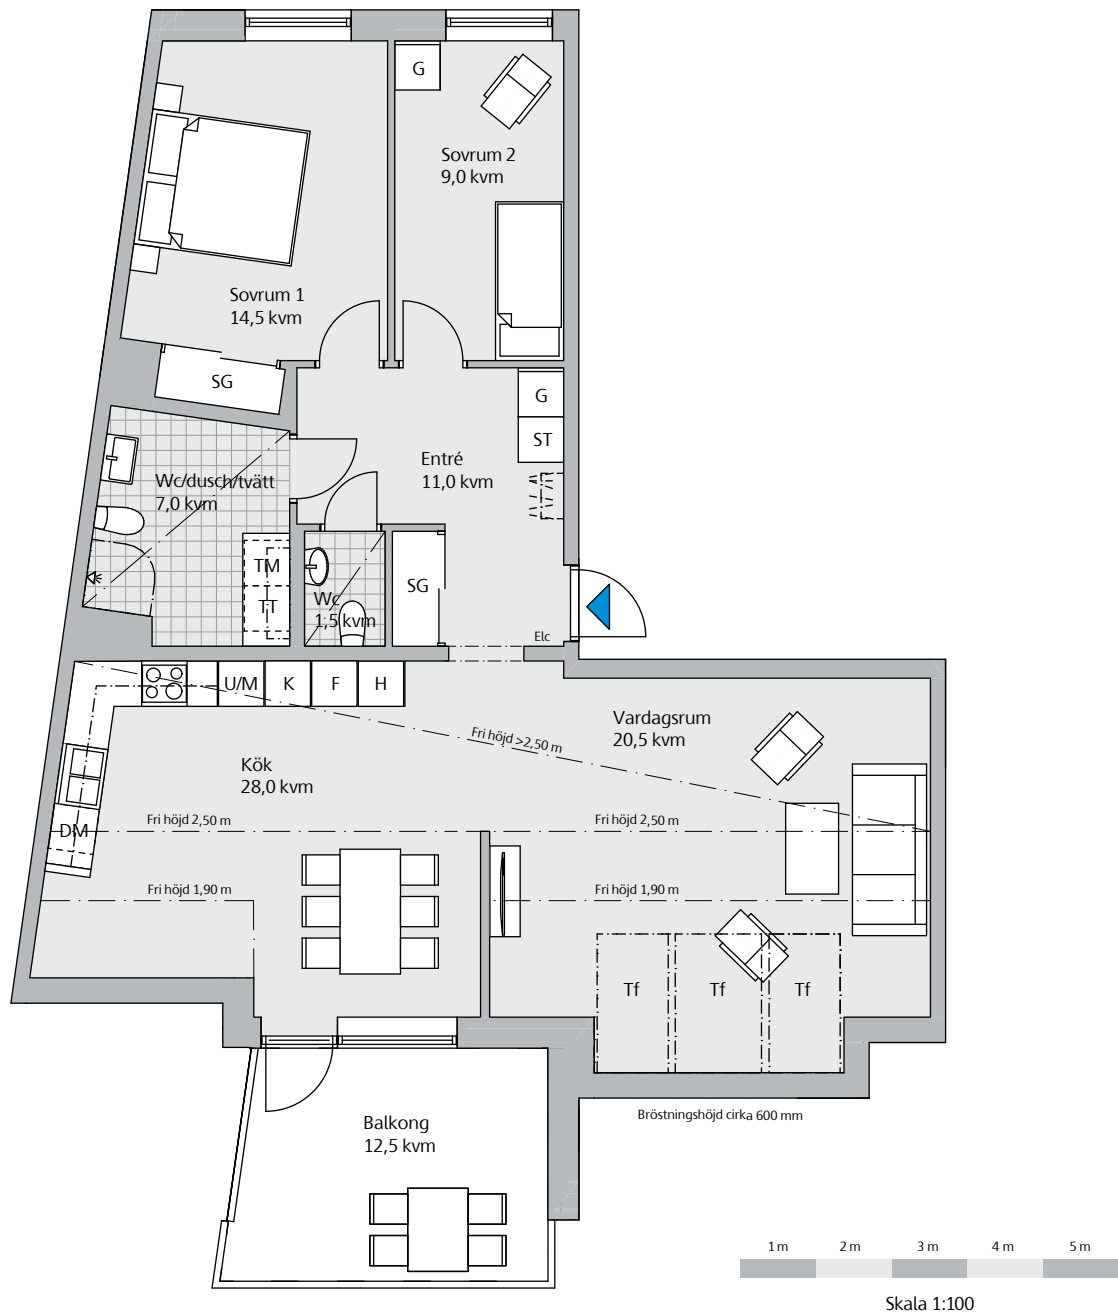 G
Sovrum 2
9,0 kvm
Sovrum 1
14,5 kvm
SG
G
ST
Entré
11,0 kvm
Wc/dusch/tvätt
7,0 kvm
TM
TT
Wc
1,5 kvm
SG
Elc
U/M
K
F
H
Vardagsrum
20,5 kvm
Fri höjd >2,50 m
Kök
28,0 kvm
DM
Fri höjd 2,50 m
Fri höjd 2,50 m
Fri höjd 1,90 m
Fri höjd 1,90 m
Tf
Tf
Tf
Bröstningshöjd cirka 600 mm
Balkong
12,5 kvm
1 m
2 m
3 m
4 m
5 m
Skala 1:100